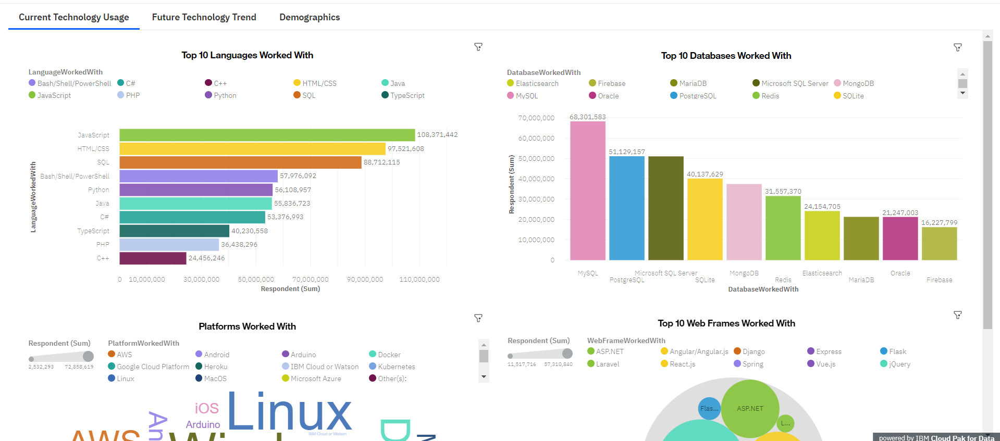 Current Technology Usage Future Technology Trend Demographics
Top 10 Languages Worked With
LanguageWorkedWith
Bash/Shell/PowerShell C# C++ HTML/CSS Java
JavaScript PHP Python SQL TypeScript
LanguageWorkedWith
JavaScript 108,371,442
HTML/CSS 97,521,608
SQL 88,712,115
Bash/Shell/PowerShell 57,976,092
Python 56,108,957
Java 55,836,723
C# 53,376,993
TypeScript 40,230,558
PHP 36,438,296
C++ 24,456,246
0 10,000,000 30,000,000 50,000,000 70,000,000 90,000,000 110,000,000
Respondent (Sum)
Top 10 Databases Worked With
DatabaseWorkedWith
Elasticsearch Firebase MariaDB Microsoft SQL Server MongoDB
MySQL Oracle PostgreSQL Redis SQLite
Respondent (Sum)
70,000,000
60,000,000
50,000,000
40,000,000
30,000,000
20,000,000
10,000,000
0
68,301,583
51,129,157
40,137,629
31,557,370
24,154,705
21,247,003
16,227,799
MySQL Microsoft SQL Server MongoDB Elasticsearch Oracle
PostgreSQL SQLite Redis MariaDB Firebase
DatabaseWorkedWith
Platforms Worked With
Respondent (Sum)
2,532,293 72,858,619
PlatformWorkedWith
AWS Android Arduino Docker
Google Cloud Platform Heroku IBM Cloud or Watson Kubernetes
Linux MacOS Microsoft Azure Other(s):
Linux
iOS
Arduino
IBM Cloud or Watson
AWS
Top 10 Web Frames Worked With
Respondent (Sum)
11,517,716 57,310,840
WebFrameWorkedWith
ASP.NET Angular/Angular.js Django Express Flask
Laravel React.js Spring Vue.js jQuery
Flas...
ASP.NET
L...
powered by IBM Cloud Pak for Data